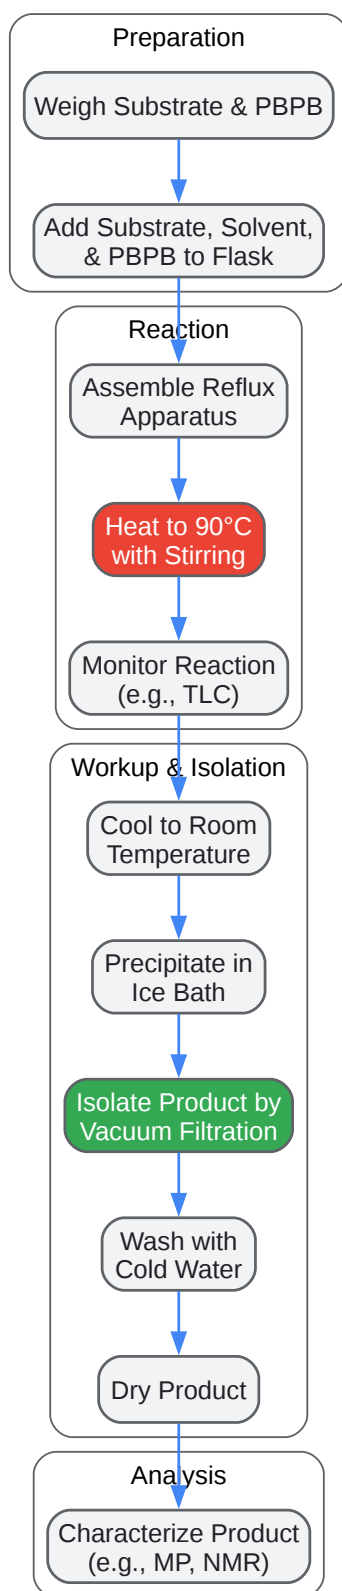 Preparation
Weigh Substrate & PBPB
Add Substrate, Solvent,
& PBPB to Flask
Reaction
Assemble Reflux
Apparatus
Heat to 90°C
with Stirring
Monitor Reaction
(e.g., TLC)
Workup & Isolation
Cool to Room
Temperature
Precipitate in
Ice Bath
Isolate Product by
Vacuum Filtration
Wash with
Cold Water
Dry Product
Analysis
Characterize Product
(e.g., MP, NMR)